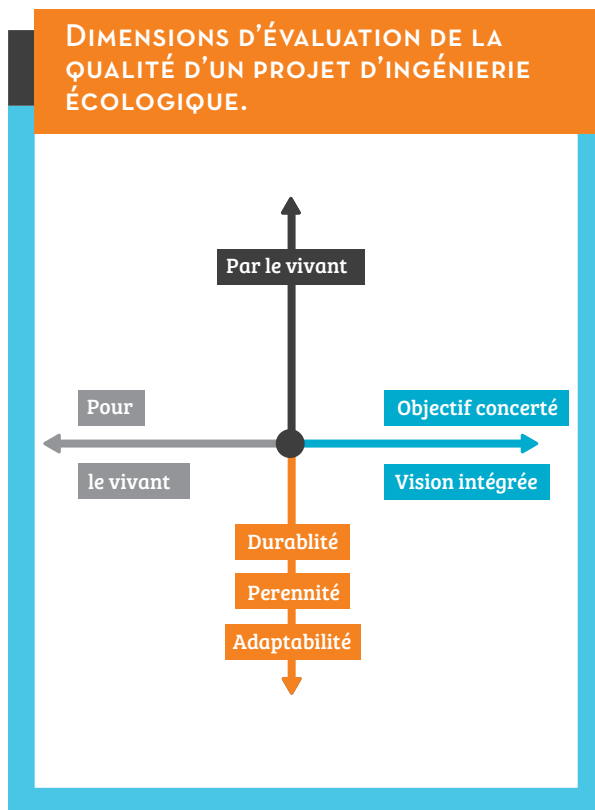 DIMENSIONS D'ÉVALUATION DE LA
QUALITÉ D'UN PROJET D'INGÉNIERIE
ÉCOLOGIQUE.
Par le vivant
Pour
le vivant
Objectif concerté
Vision intégrée
Durablité
Perennité
Adaptabilité